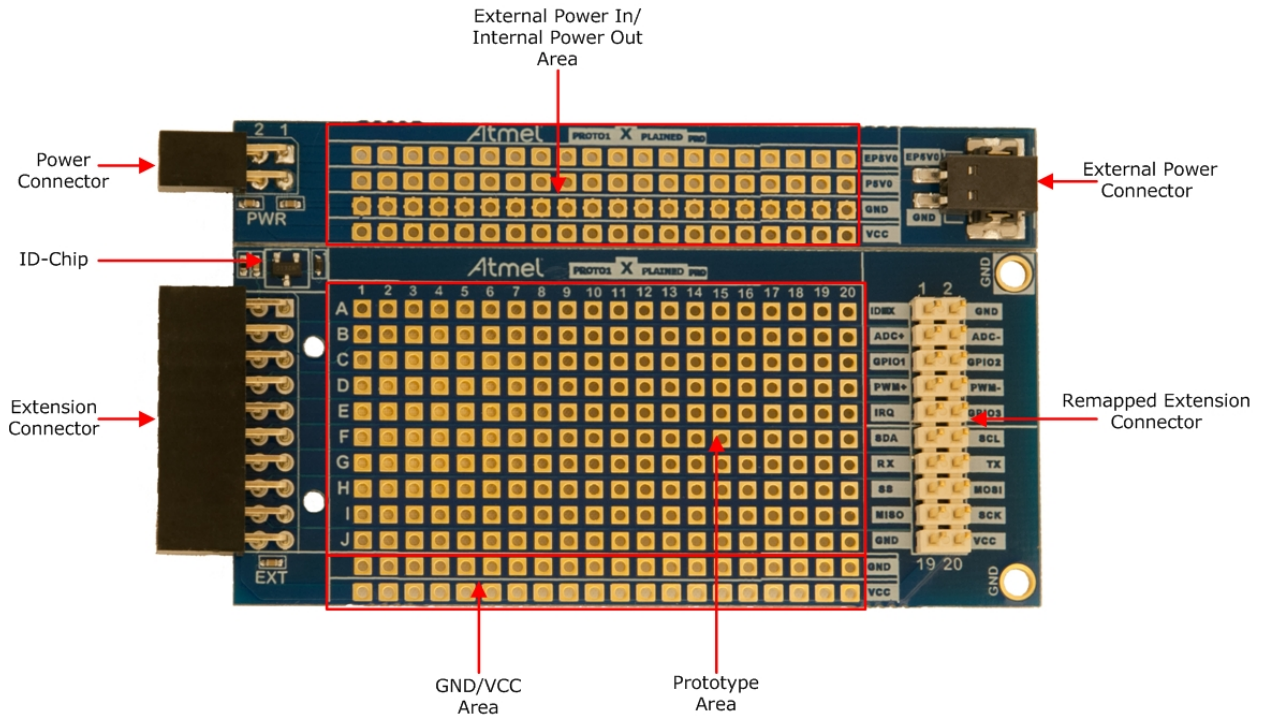 External Power In/
Internal Power Out
Area
Atmel PROTO1 X PLAINED PRO
2 1
EP5V0
EP5V0
P5V0
GND
GND
VCC
Power
Connector
External Power
Connector
PWR
ID-Chip
Atmel PROTO1 X PLAINED PRO
GND
1 2 3 4 5 6 7 8 9 10 11 12 13 14 15 16 17 18 19 20
1 2
A
GND
B ADC+ ADC-
C GPIO1 GPIO2
D PWM+ PWM-
E IRQ GPIO3
F SDA SCL
G RX TX
H SS MOSI
I MISO SCK
J GND VCC
Extension
Connector
Remapped Extension
Connector
19 20
EXT
GND
VCC
GND
GND/VCC
Area
Prototype
Area